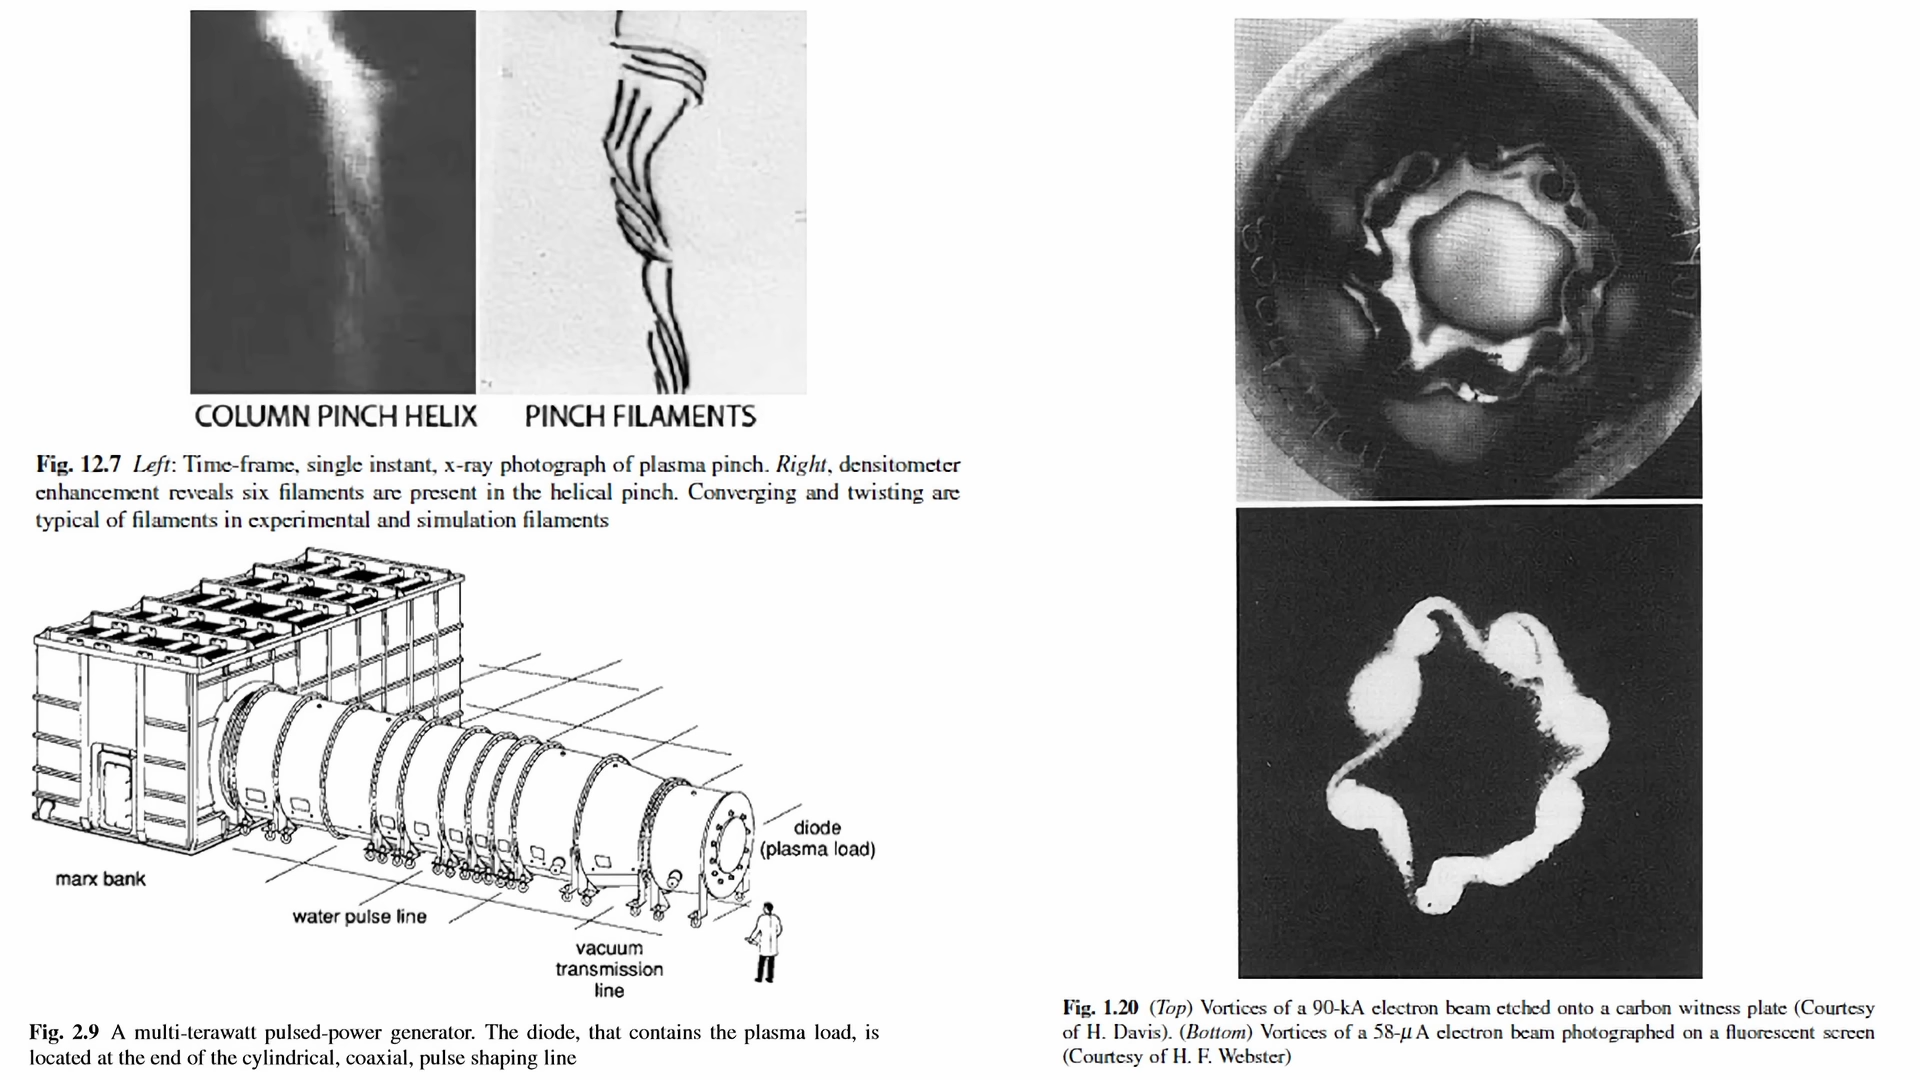 COLUMN PINCH HELIX
PINCH FILAMENTS
Fig. 12.7 Left: Time-frame, single instant, x-ray photograph of plasma pinch. Right, densitometer
enhancement reveals six filaments are present in the helical pinch. Converging and twisting are
typical of filaments in experimental and simulation filaments
diode
(plasma load)
marx bank
water pulse line
vacuum
transmission
line
Fig. 2.9 A multi-terawatt pulsed-power generator. The diode, that contains the plasma load, is
located at the end of the cylindrical, coaxial, pulse shaping line
Fig. 1.20 (Top) Vortices of a 90-kA electron beam etched onto a carbon witness plate (Courtesy
of H. Davis). (Bottom) Vortices of a 58-μA electron beam photographed on a fluorescent screen
(Courtesy of H. F. Webster)